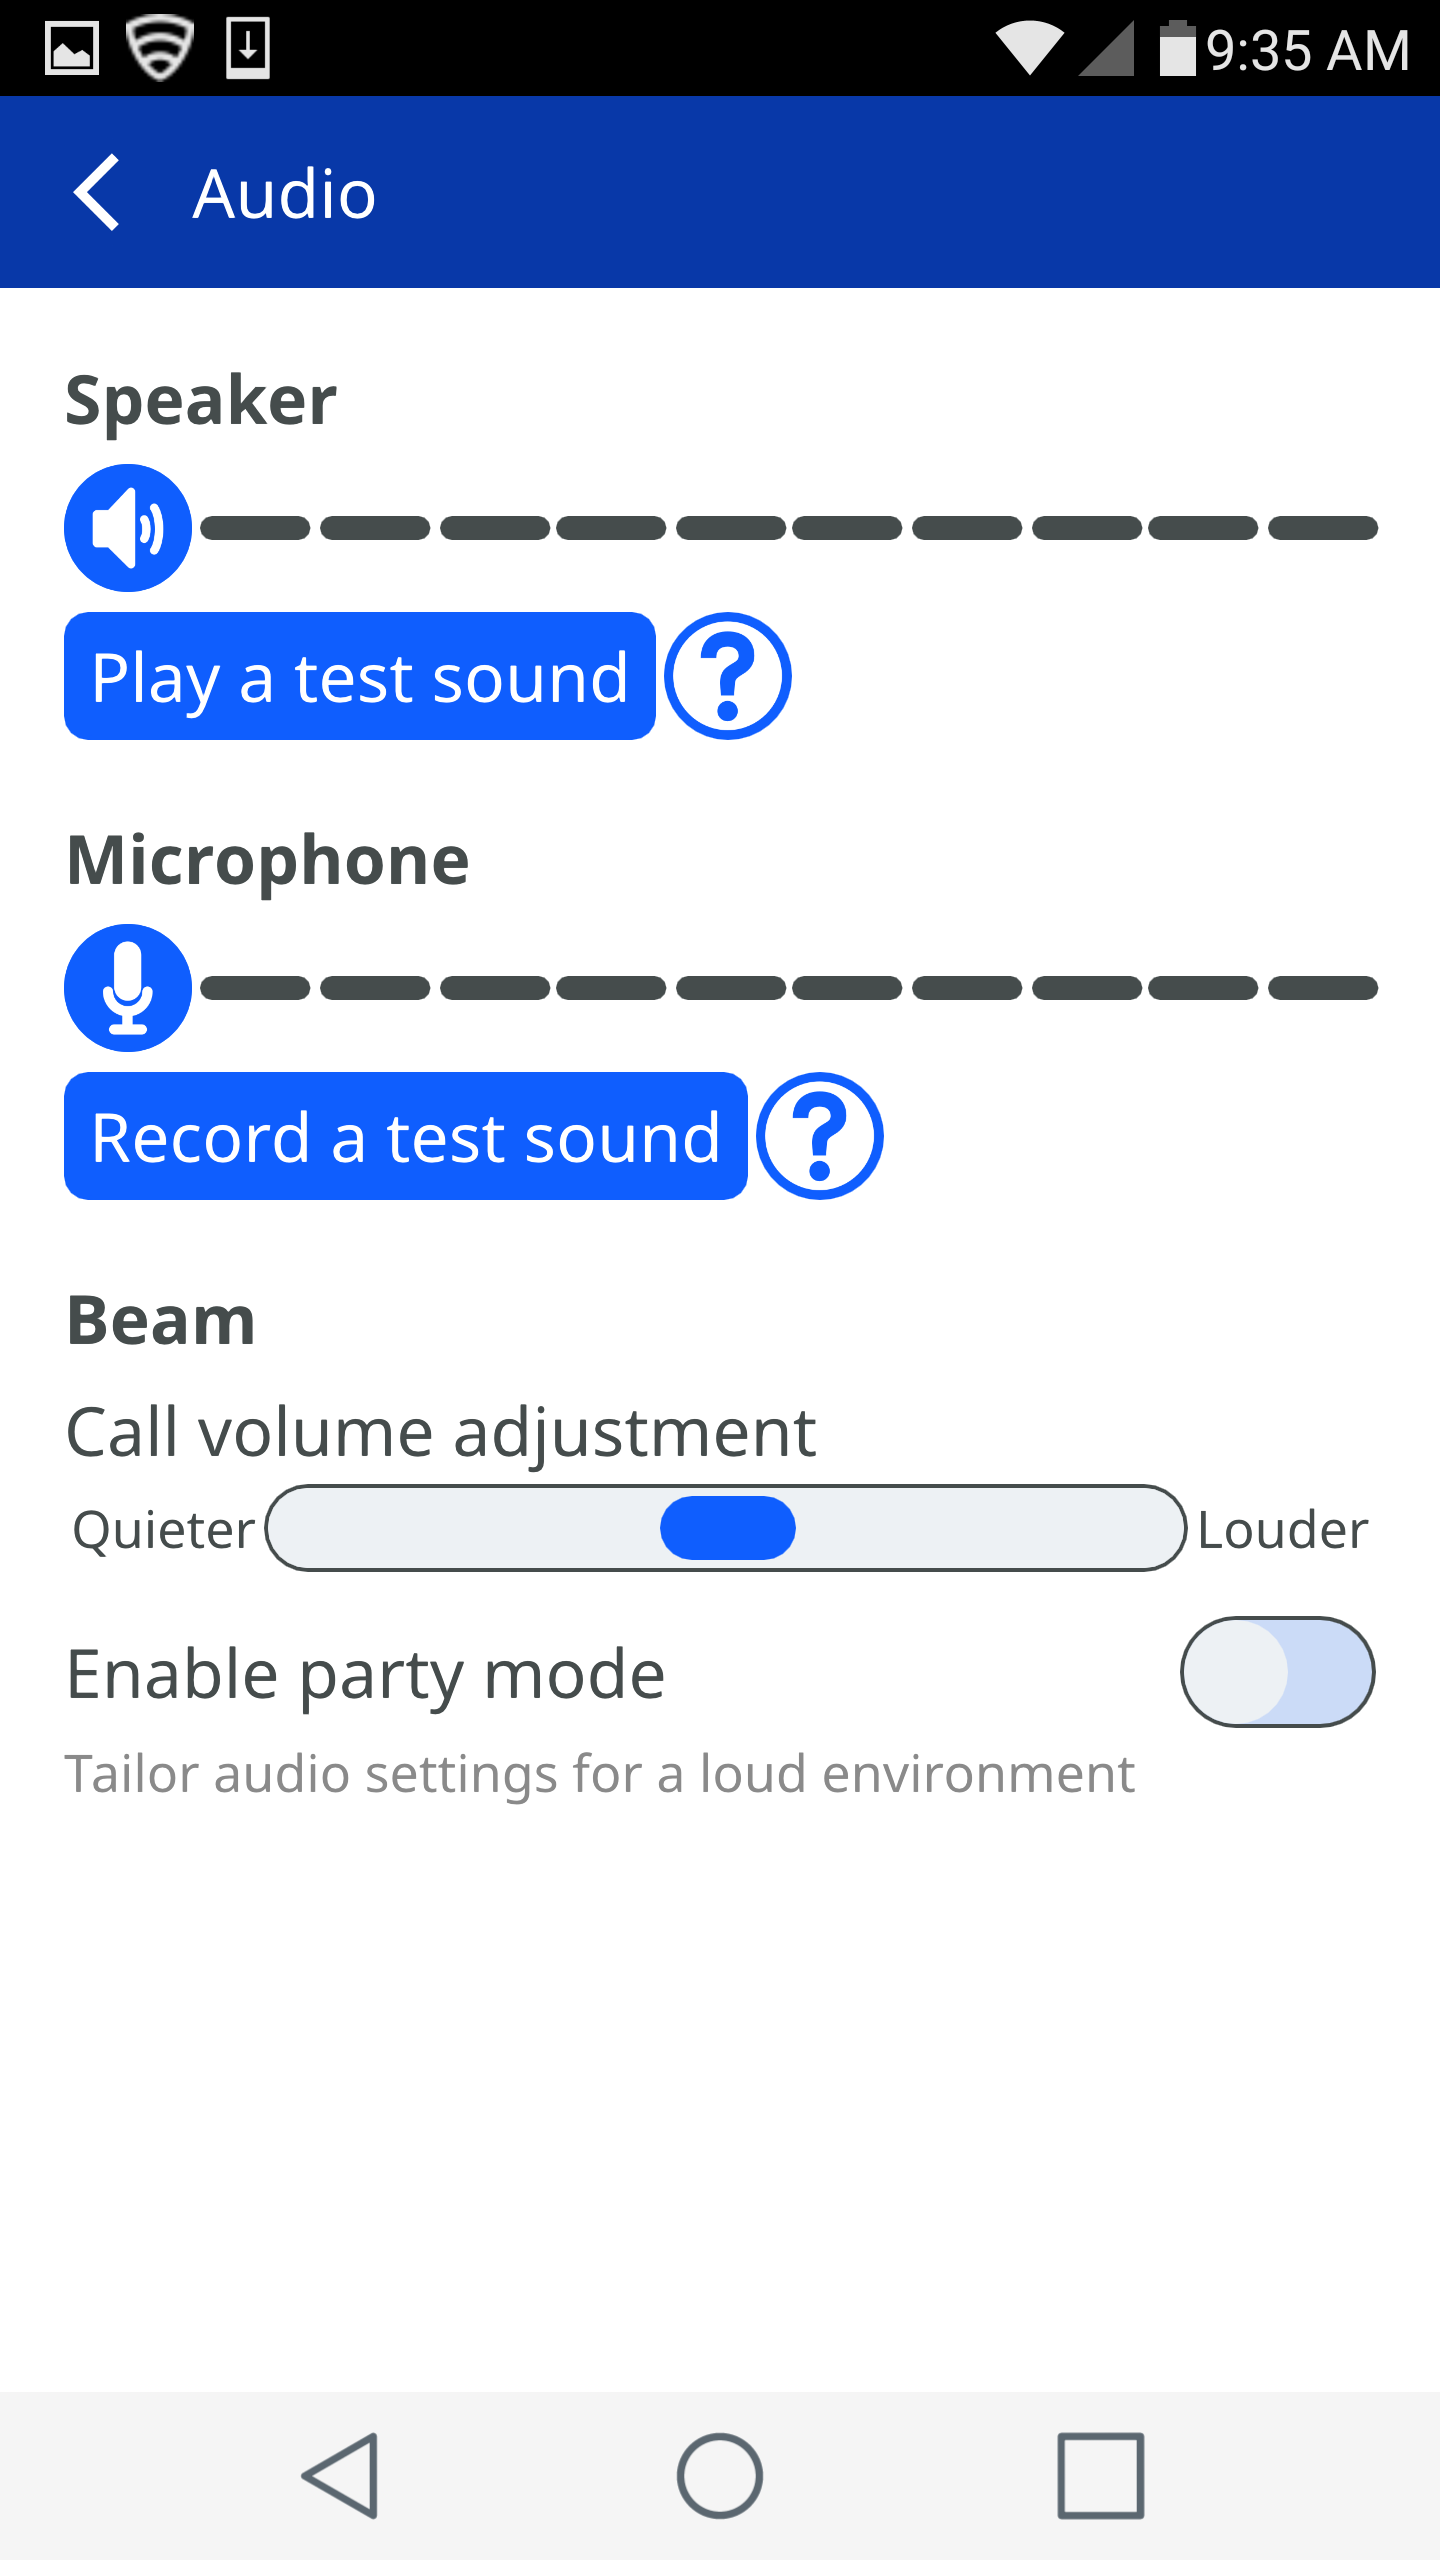 9:35 AM
Audio
Speaker
Play a test sound
Microphone
Record a test sound
Beam
Call volume adjustment
Quieter Louder
Enable party mode
Tailor audio settings for a loud environment